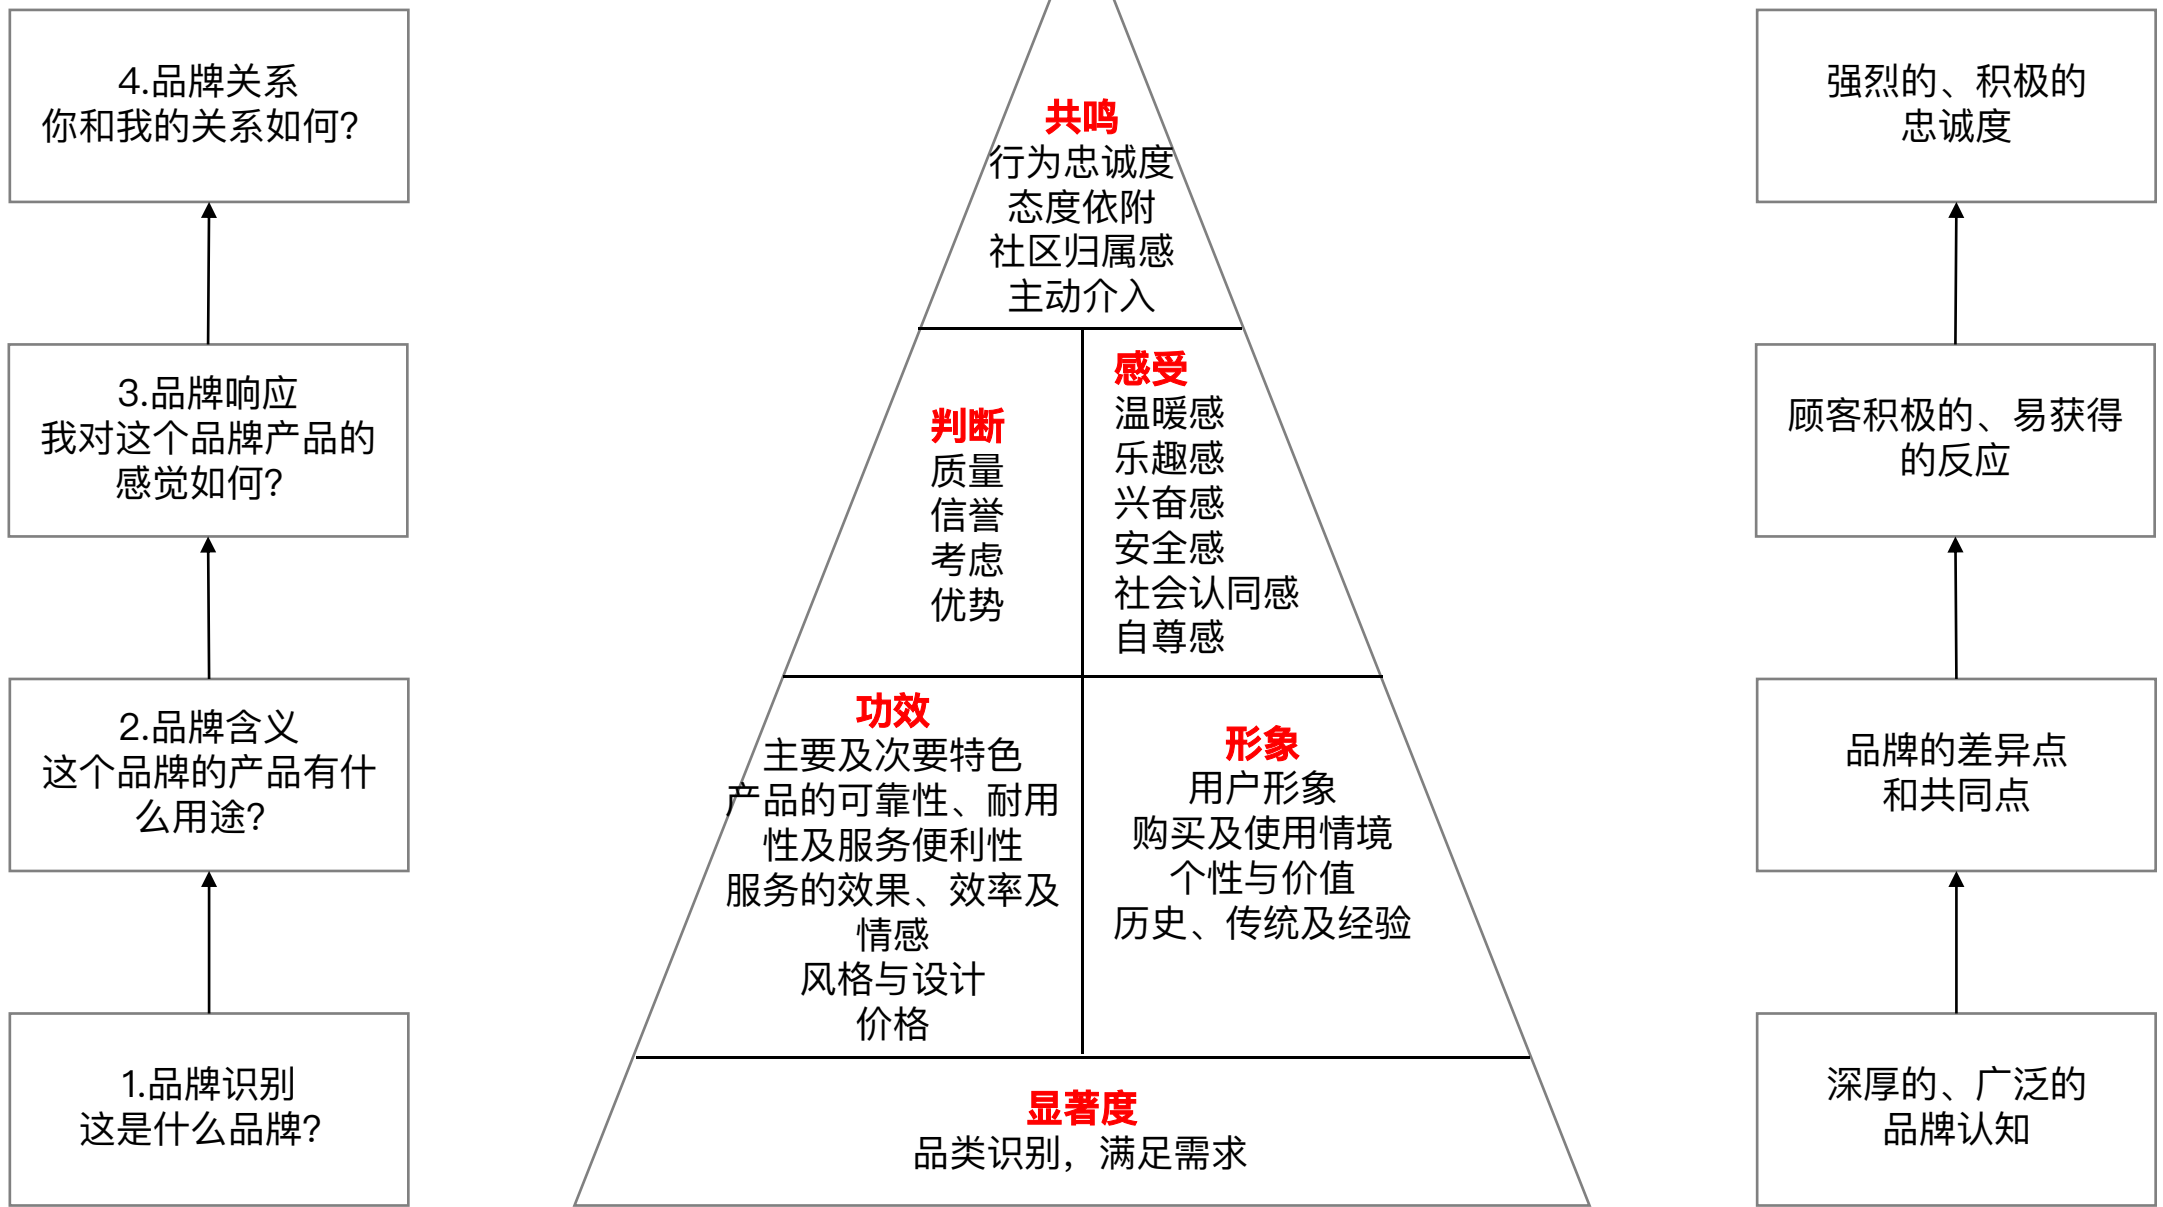 4.品牌关系
你和我的关系如何?
3.品牌响应
我对这个品牌产品的
感觉如何?
2.品牌含义
这个品牌的产品有什
么用途?
1.品牌识别
这是什么品牌?
共鸣
行为忠诚度
态度依附
社区归属感
主动介入
判断
质量
信誉
考虑
优势
感受
温暖感
乐趣感
兴奋感
安全感
社会认同感
自尊感
功效
主要及次要特色
产品的可靠性、耐用
性及服务便利性
服务的效果、效率及
情感
风格与设计
价格
形象
用户形象
购买及使用情境
个性与价值
历史、传统及经验
显著度
品类识别，满足需求
强烈的、积极的
忠诚度
顾客积极的、易获得
的反应
品牌的差异点
和共同点
深厚的、广泛的
品牌认知